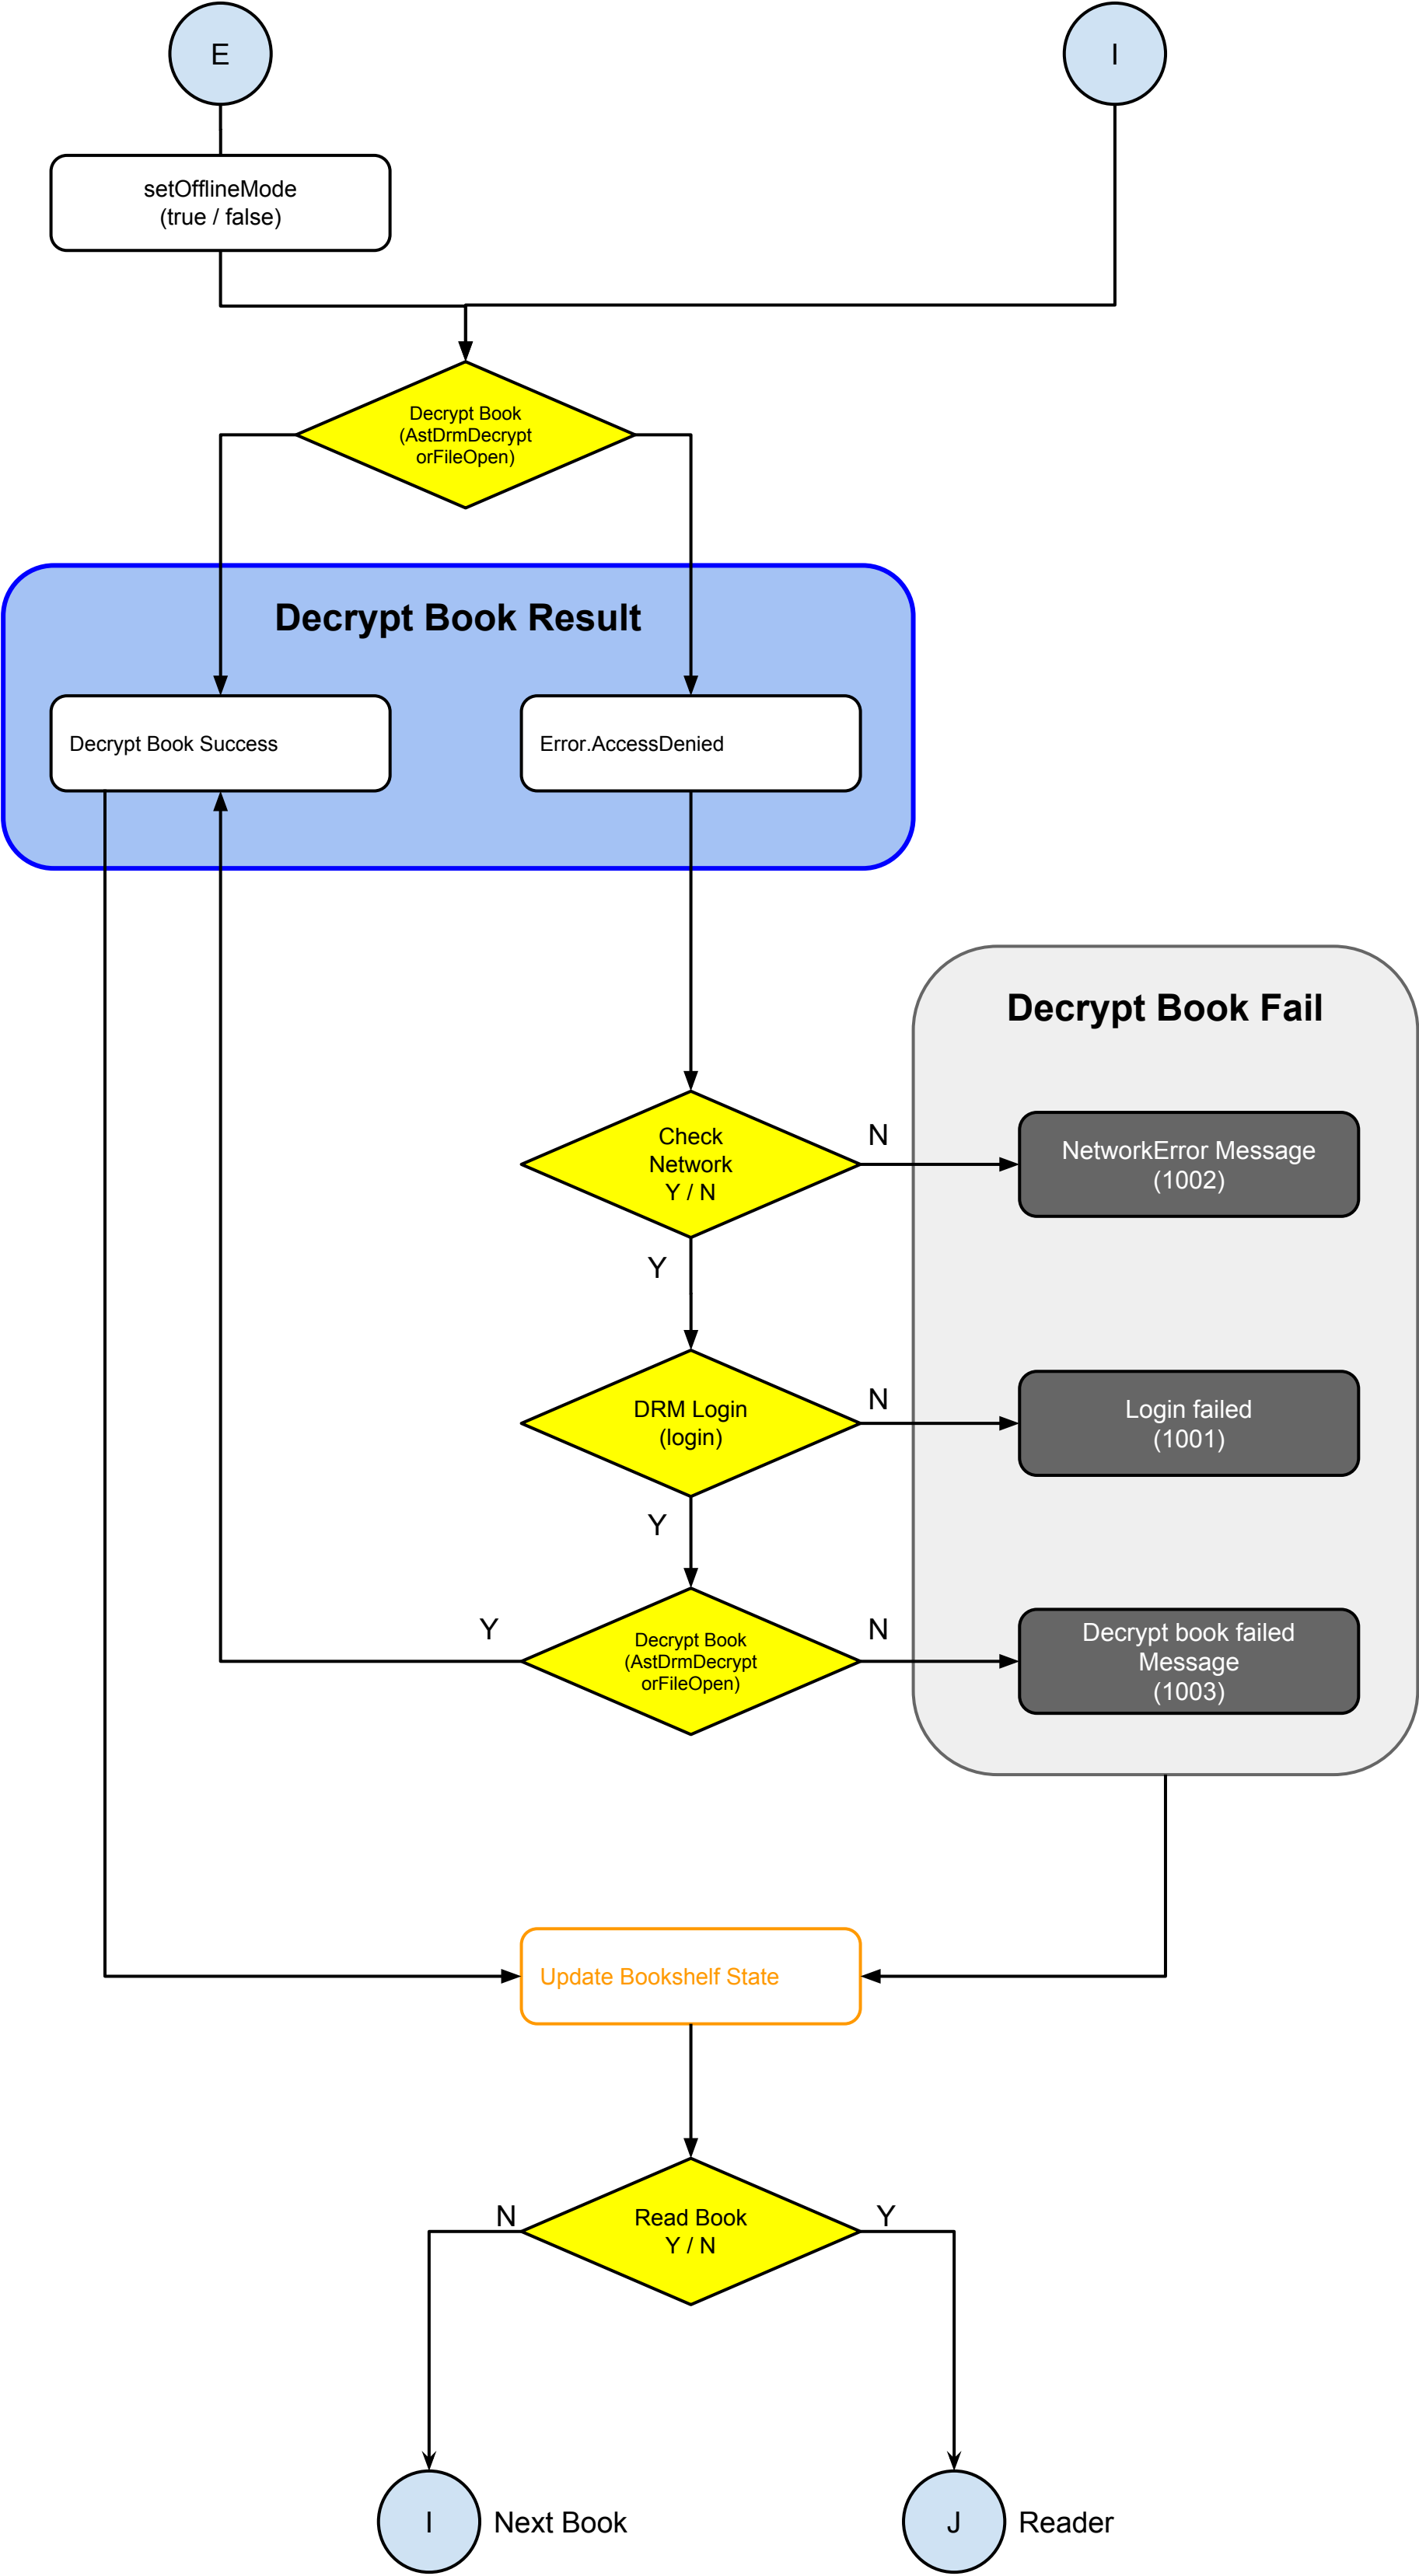 E
I
setOfflineMode
(true / false)
Decrypt Book
(AstDrmDecrypt
orFileOpen)
Decrypt Book Result
Decrypt Book Success
Error.AccessDenied
Decrypt Book Fail
Check
Network
Y / N
N
NetworkError Message
(1002)
Y
DRM Login
(login)
N
Login failed
(1001)
Y
Y
Decrypt Book
(AstDrmDecrypt
orFileOpen)
N
Decrypt book failed
Message
(1003)
Update Bookshelf State
N
Read Book
Y / N
Y
I
Next Book
J
Reader